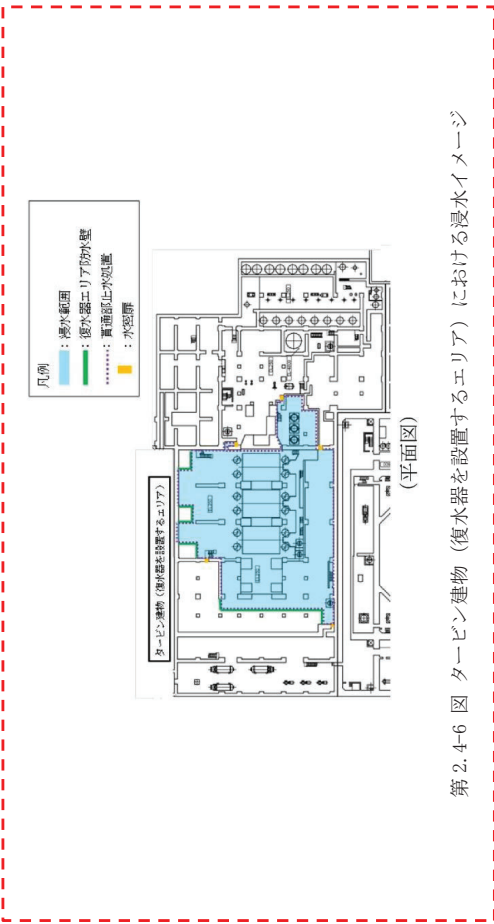 凡例
：浸水範囲
：復水器エリア防水壁
：貫通部止水処置
：水密扉
タービン建物（復水器を設置するエリア）
(平面図)
第 2.4-6 図 タービン建物（復水器を設置するエリア）における浸水イメージ